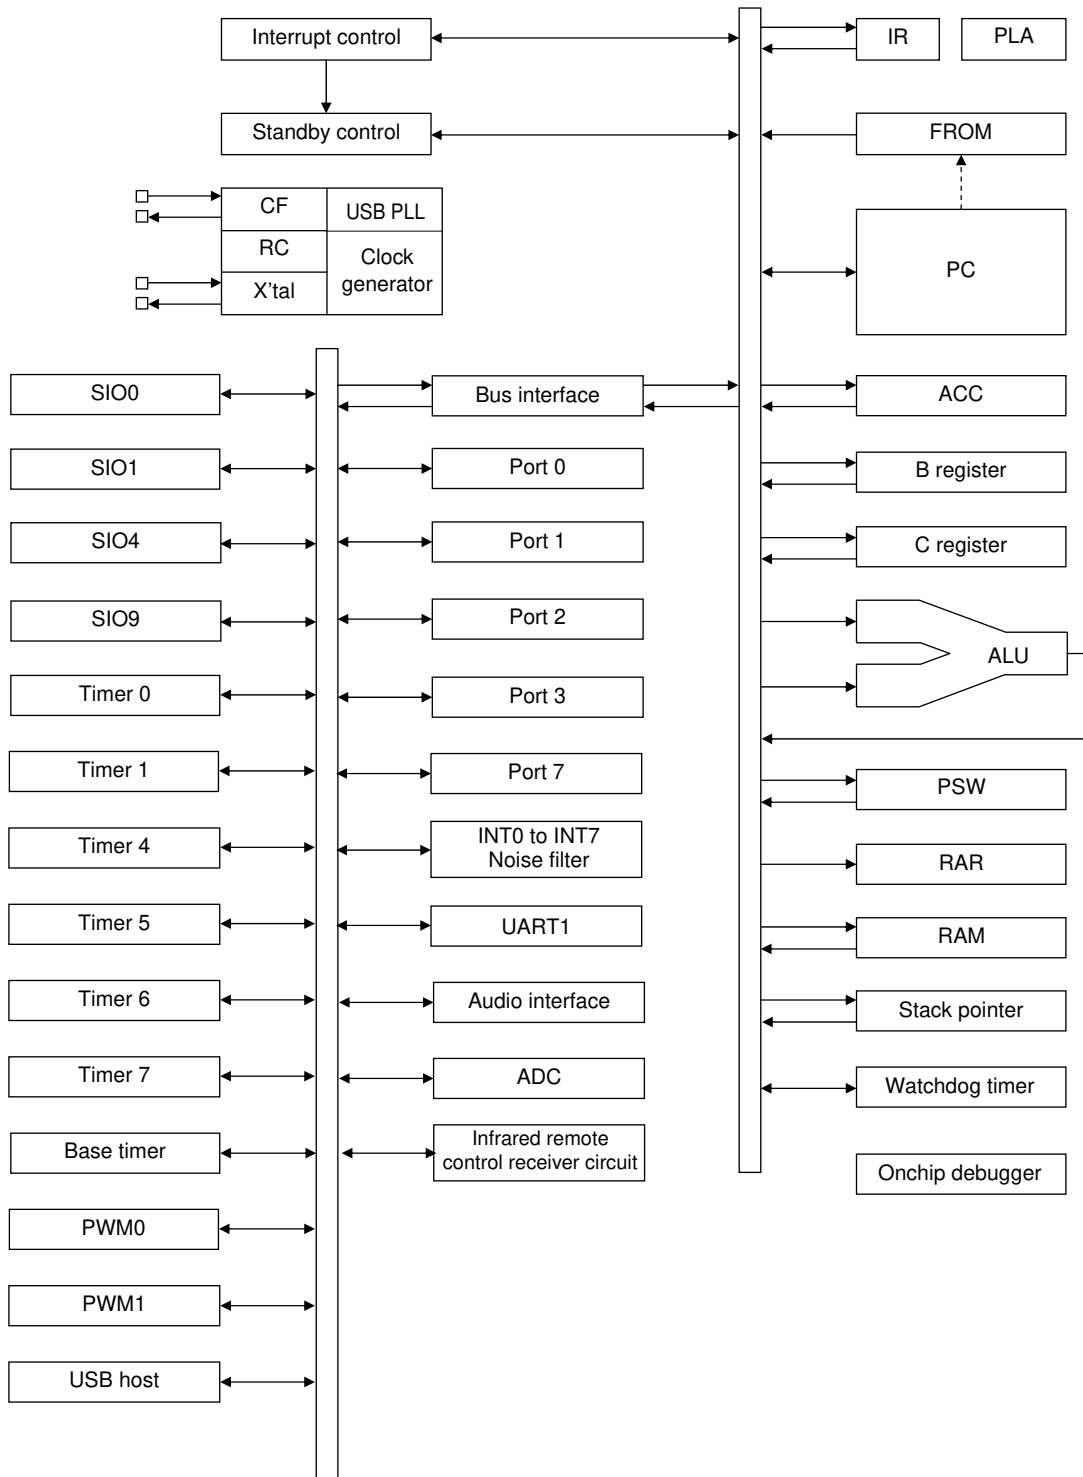 Interrupt control
IR
PLA
Standby control
FROM
CF
USB PLL
RC
Clock
generator
X'tal
PC
SIO0
Bus interface
ACC
SIO1
Port 0
B register
SIO4
Port 1
C register
SIO9
Port 2
ALU
Timer 0
Port 3
Timer 1
Port 7
PSW
Timer 4
INT0 to INT7
Noise filter
RAR
Timer 5
UART1
RAM
Timer 6
Audio interface
Stack pointer
Timer 7
ADC
Watchdog timer
Base timer
Infrared remote
control receiver circuit
Onchip debugger
PWM0
PWM1
USB host